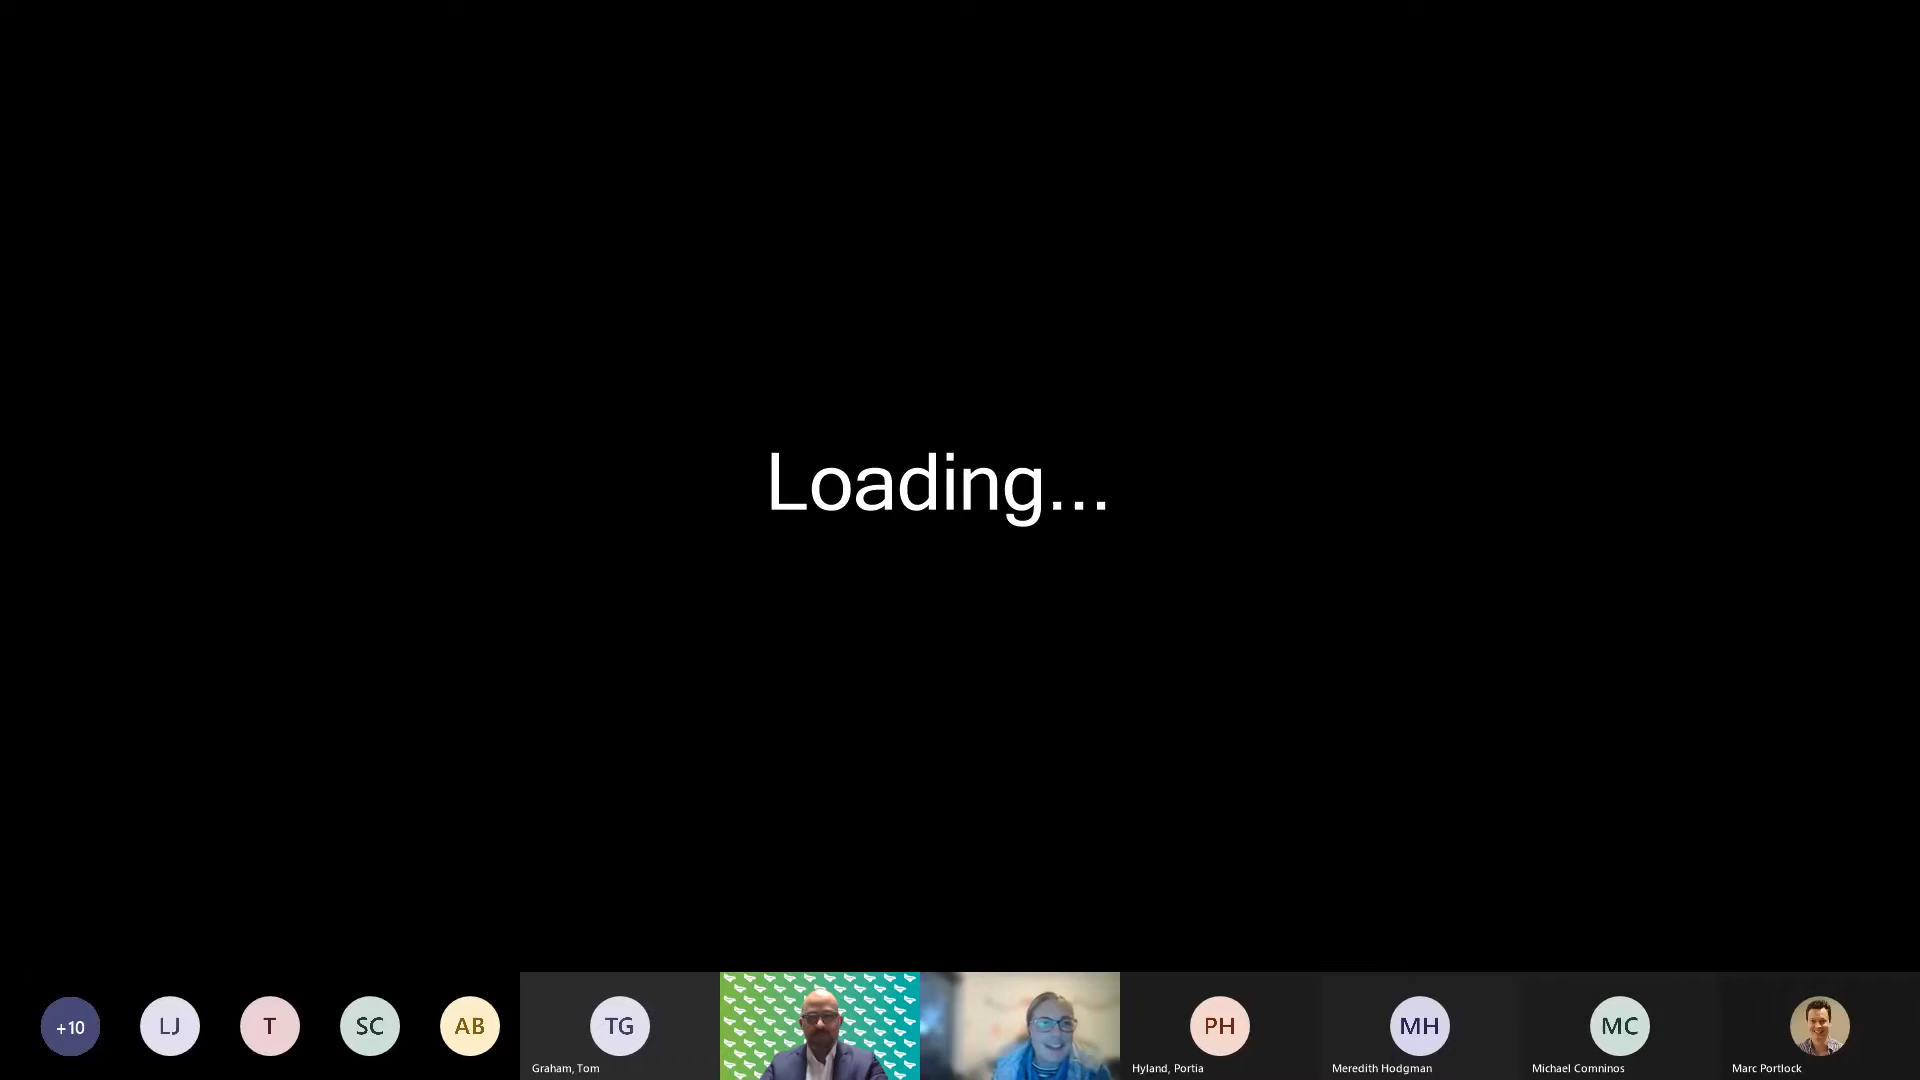 Loading...
+10
LJ
T
SC
AB
TG
Graham, Tom
PH
Hyland, Portia
MH
Meredith Hodgman
MC
Michael Comninos
Marc Portlock